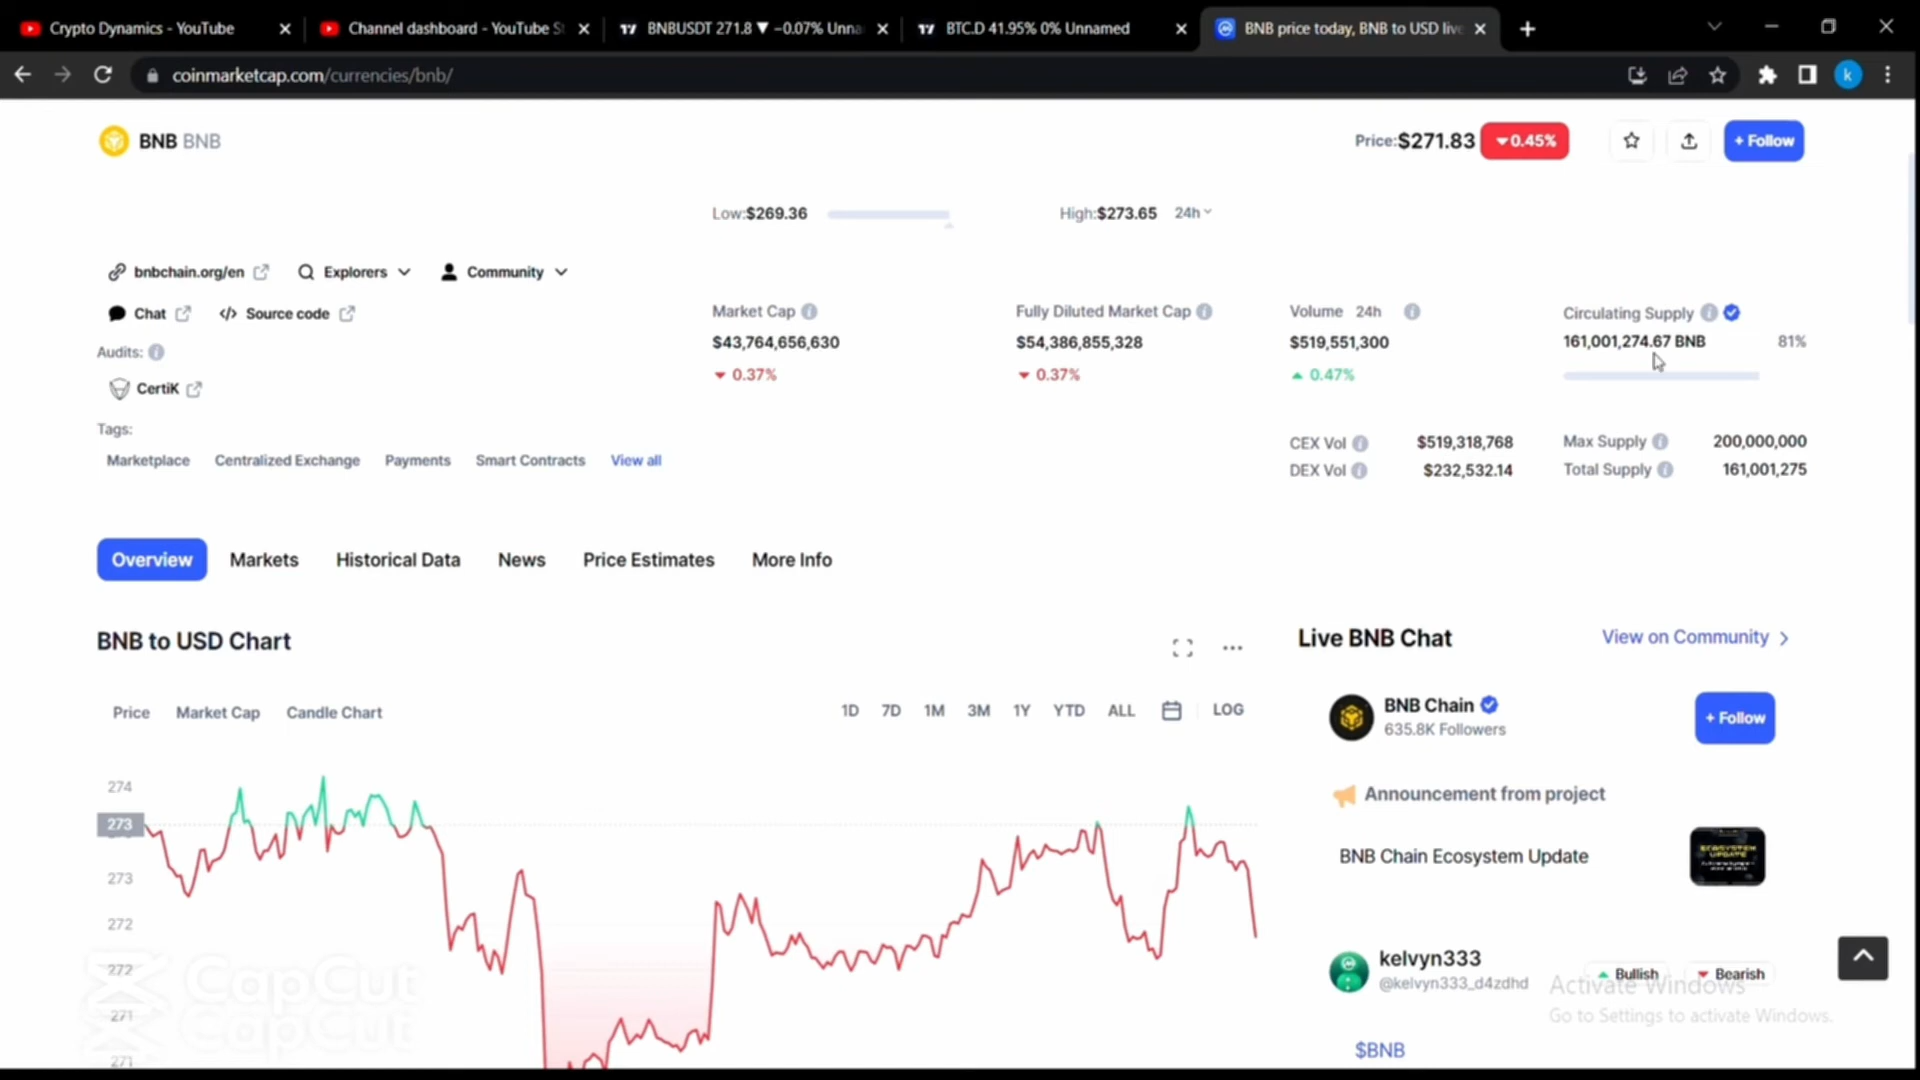 Crypto Dynamics - YouTube
Channel dashboard - YouTube St
BNBUSDT 271.8 ▼ −0.07% Unna
BTC.D 41.95% 0% Unnamed
BNB price today, BNB to USD live
coinmarketcap.com/currencies/bnb/
k
BNB BNB
Price:$271.83
0.45%
+ Follow
Low:$269.36
High:$273.65
24h
bnbchain.org/en
Explorers
Community
Chat
Source code
Audits:
CertiK
Tags:
Marketplace
Centralized Exchange
Payments
Smart Contracts
View all
Market Cap
$43,764,656,630
0.37%
Fully Diluted Market Cap
$54,386,855,328
0.37%
Volume 24h
$519,551,300
0.47%
Circulating Supply
161,001,274.67 BNB
81%
CEX Vol $519,318,768
DEX Vol $232,532.14
Max Supply 200,000,000
Total Supply 161,001,275
Overview
Markets
Historical Data
News
Price Estimates
More Info
BNB to USD Chart
Price
Market Cap
Candle Chart
1D 7D 1M 3M 1Y YTD ALL
LOG
274
273
273
272
272
271
271
CapCut
CapCut
Live BNB Chat
View on Community
BNB Chain
635.8K Followers
+ Follow
Announcement from project
BNB Chain Ecosystem Update
ECOSYSTEM
UPDATE
kelvyn333
@kelvyn333_d4zdhd
Bullish
Bearish
Activate Windows
Go to Settings to activate Windows.
$BNB